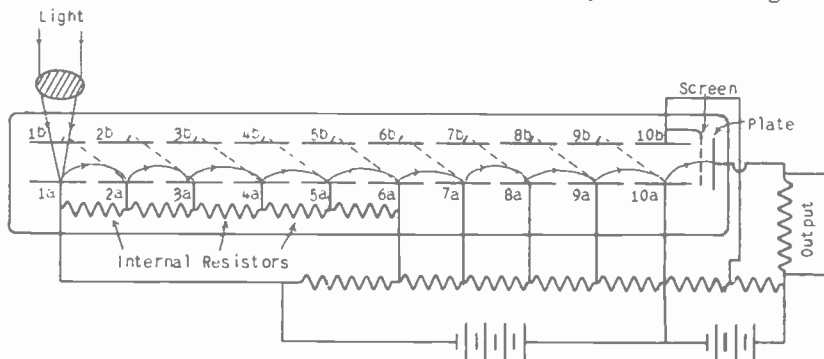 Light
Screen
Plate
1b 2b 3b 4b 5b 6b 7b 8b 9b 10b
1a 2a 3a 4a 5a 6a 7a 8a 9a 10a
Internal Resistors
Output